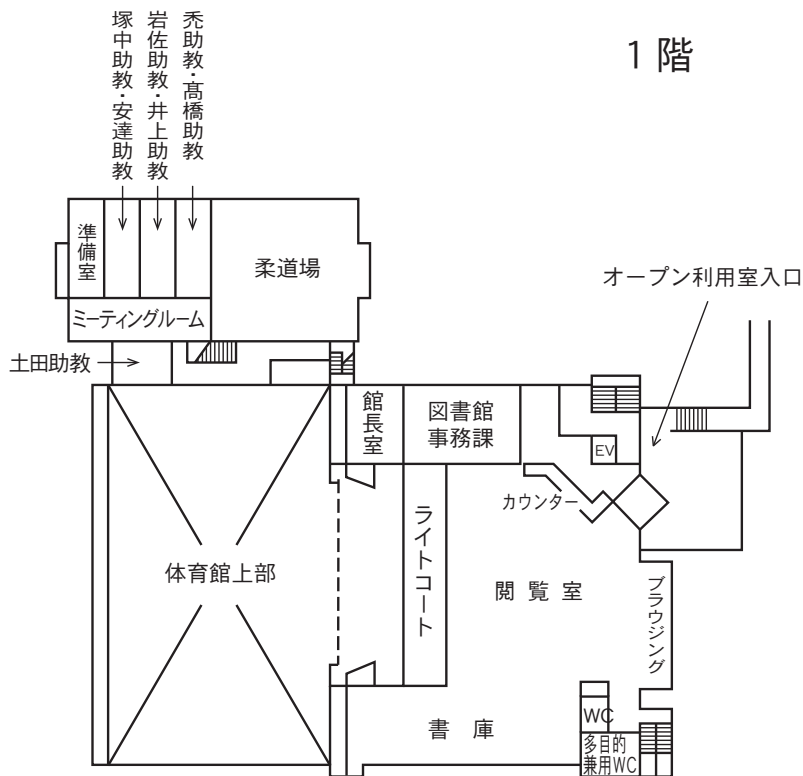 1 階
塚中助教・安達助教
岩佐助教・井上助教
禿助教・髙橋助教
準備室
柔道場
ミーティングルーム
オープン利用室入口
土田助教
館長室
図書館
事務課
EV
カウンター
ライトコート
体育館上部
閲 覧 室
ブラウジング
書 庫
WC
多目的
兼用WC